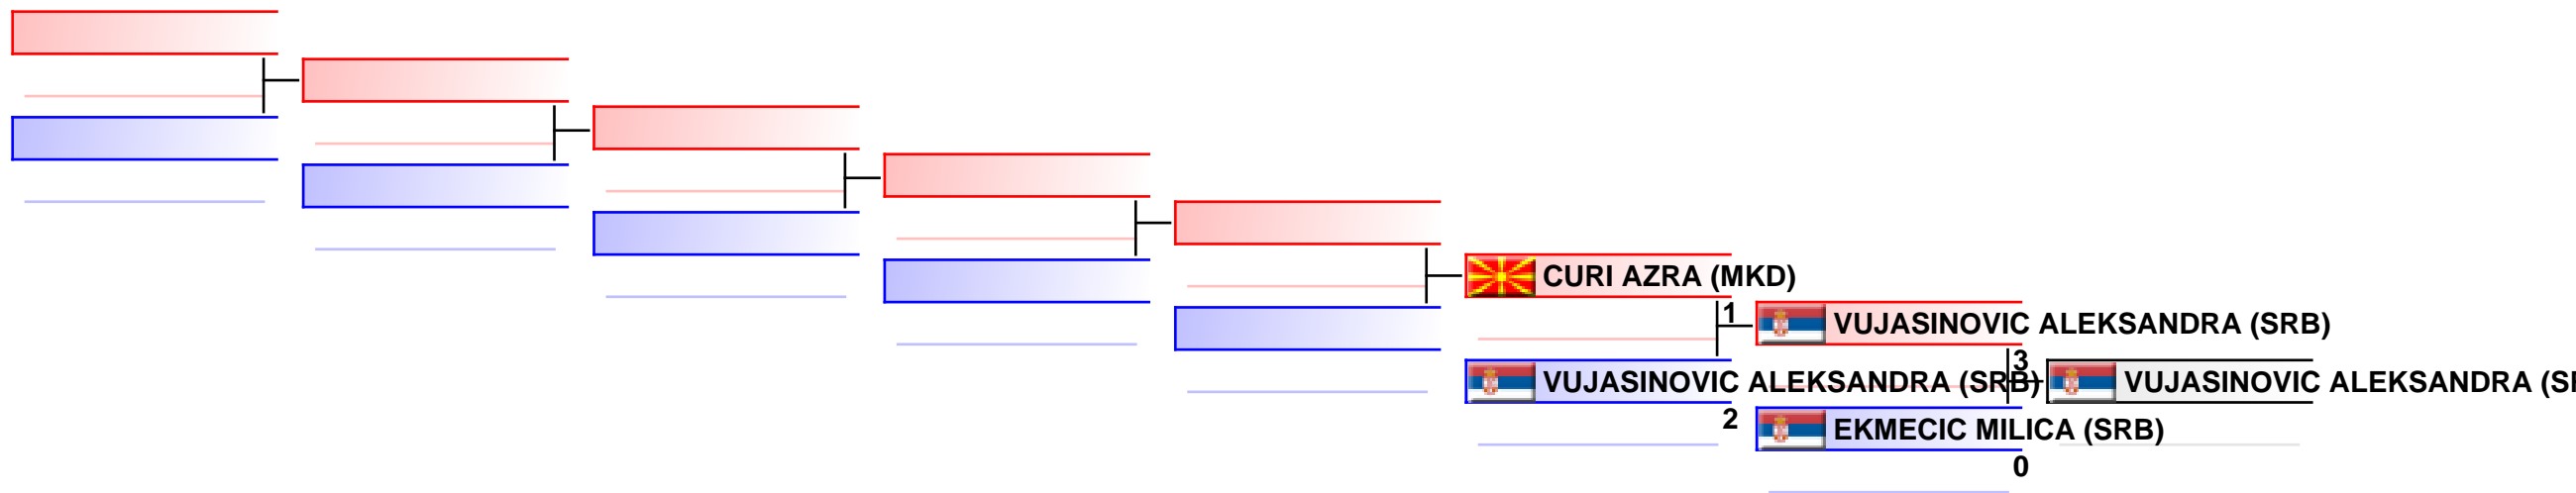 CURI AZRA (MKD)
1
VUJASINOVIC ALEKSANDRA (SRB)
3
VUJASINOVIC ALEKSANDRA (SRB)
VUJASINOVIC ALEKSANDRA (S
2
EKMECIC MILICA (SRB)
0